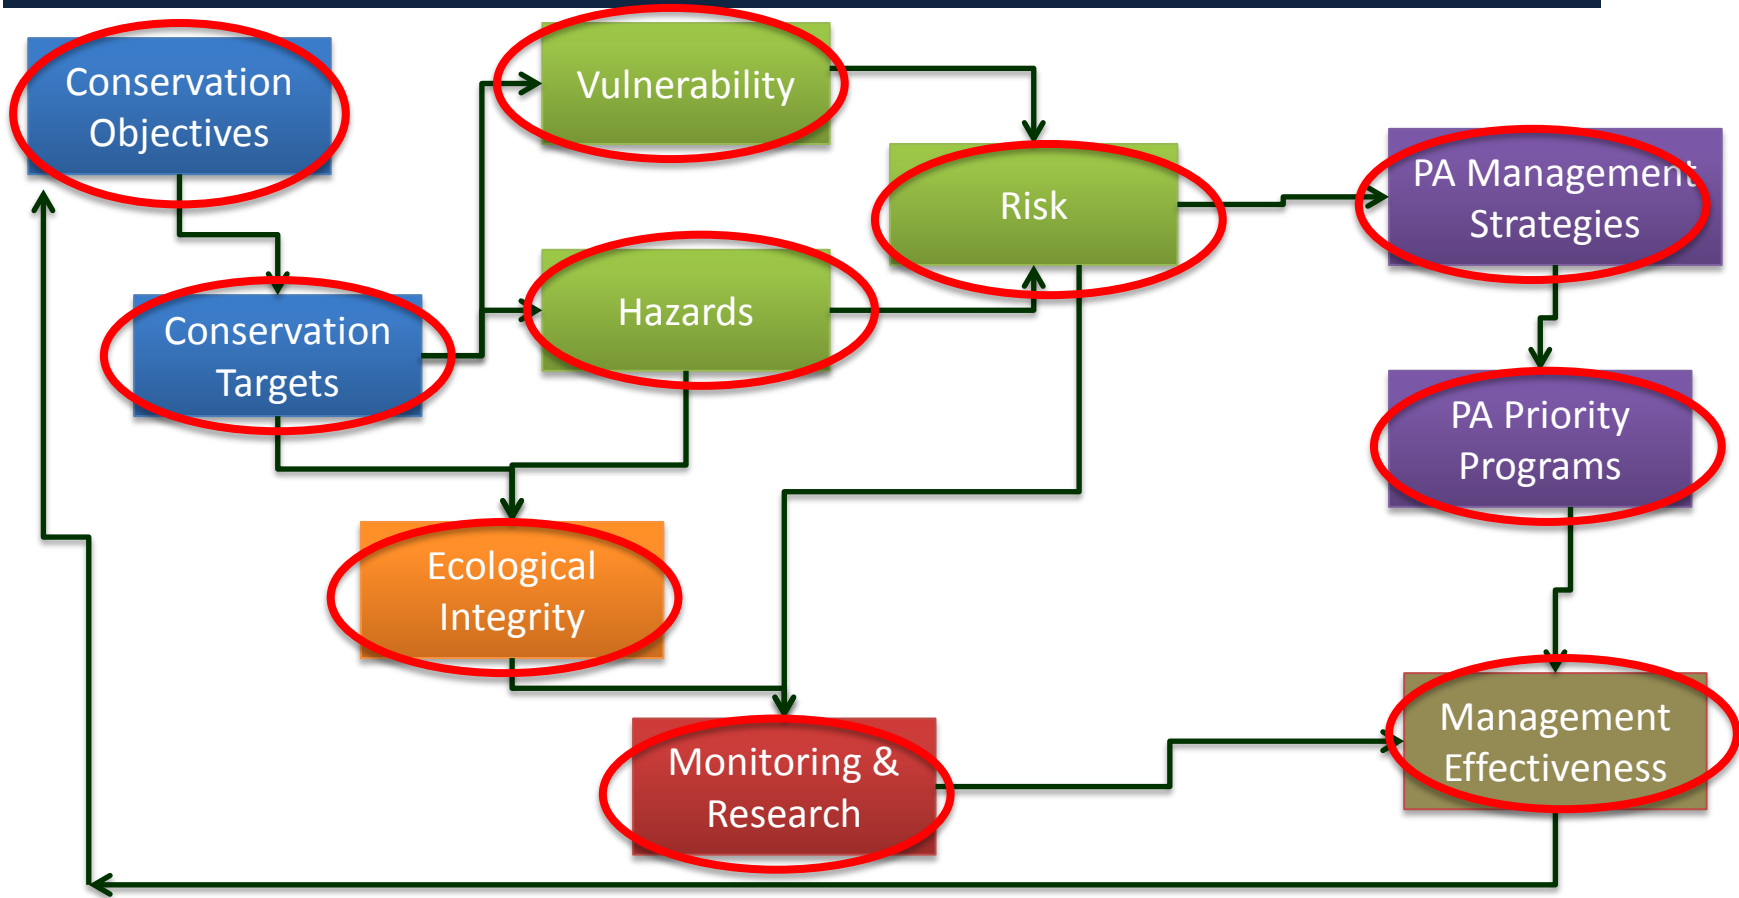 Conservation
Objectives
Vulnerability
Risk
PA Management
Strategies
Conservation
Targets
Hazards
PA Priority
Programs
Ecological
Integrity
Monitoring &
Research
Management
Effectiveness